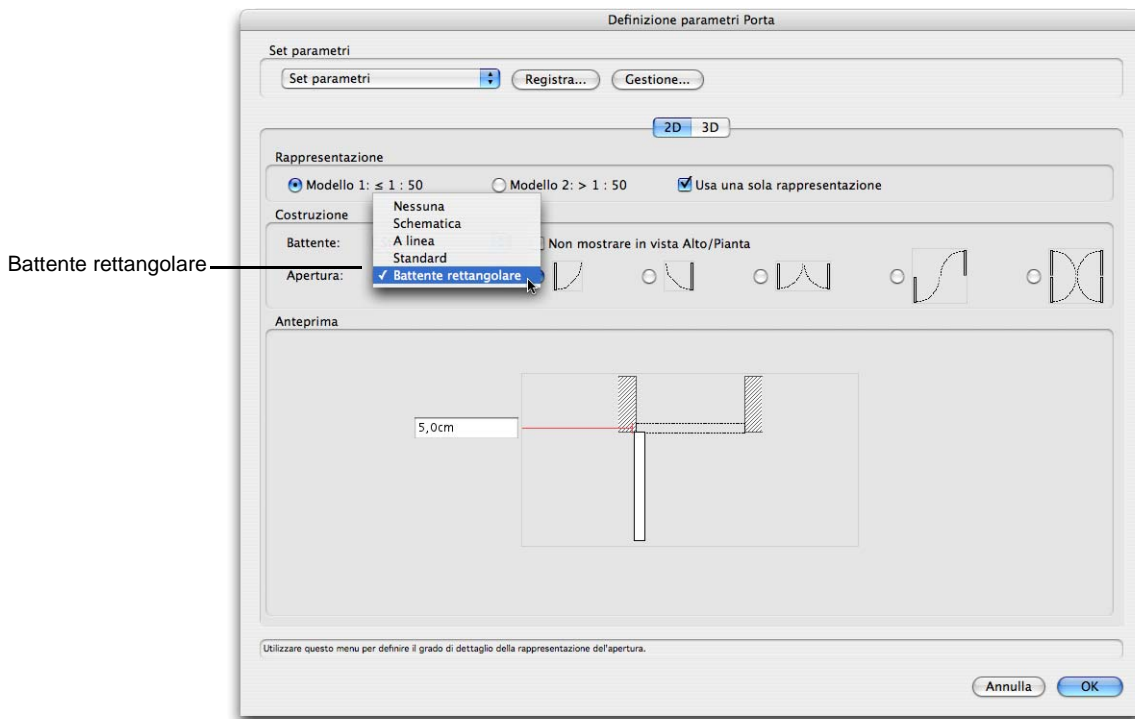 Definizione parametri Porta
Set parametri
Set parametri Registra... Gestione...
2D 3D
Rappresentazione
Modello 1: ≤ 1 : 50 Modello 2: > 1 : 50 Usa una sola rappresentazione
Nessuna
Costruzione
Schematica
Battente: A linea Non mostrare in vista Alto/Pianta
Standard
Battente rettangolare
Apertura: ✓ Battente rettangolare
Anteprima
5,0cm
Utilizzare questo menu per definire il grado di dettaglio della rappresentazione del'apertura.
Annulla OK